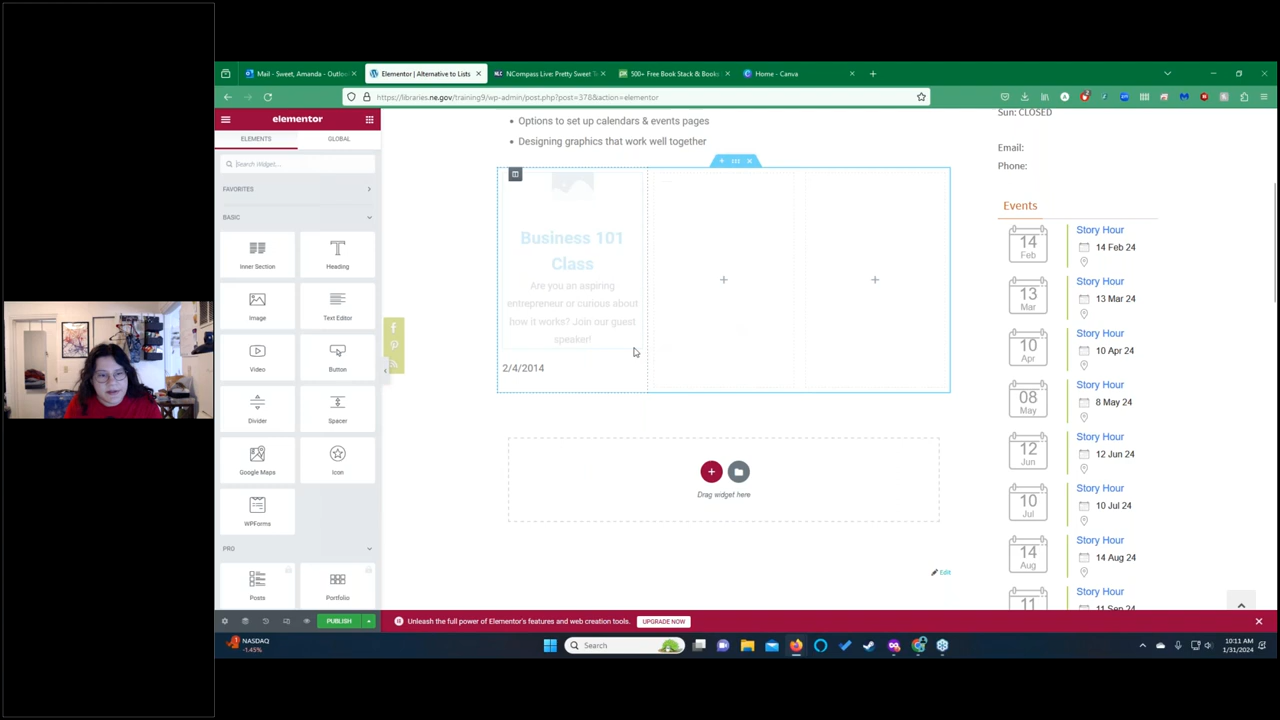 Mail - Sweet, Amanda - Outloo
Elementor | Alternative to Lists
NCompass Live: Pretty Sweet Te
500+ Free Book Stack & Books
Home - Canva
https://libraries.ne.gov/training9/wp-admin/post.php?post=378&action=elementor
elementor
ELEMENTS
GLOBAL
Search Widget...
FAVORITES
BASIC
Inner Section
Heading
Image
Text Editor
Video
Button
Divider
Spacer
Google Maps
Icon
WPForms
PRO
Posts
Portfolio
PUBLISH
Options to set up calendars & events pages
Designing graphics that work well together
Business 101
Class
Are you an aspiring
entrepreneur or curious about
how it works? Join our guest
speaker!
2/4/2014
Drag widget here
Edit
Sun: CLOSED
Email:
Phone:
Events
14
Feb
Story Hour
14 Feb 24
13
Mar
Story Hour
13 Mar 24
10
Apr
Story Hour
10 Apr 24
08
May
Story Hour
8 May 24
12
Jun
Story Hour
12 Jun 24
10
Jul
Story Hour
10 Jul 24
14
Aug
Story Hour
14 Aug 24
11
Story Hour
11 Sep 24
Unleash the full power of Elementor's features and web creation tools.
UPGRADE NOW
NASDAQ
-1.45%
Search
10:11 AM
1/31/2024